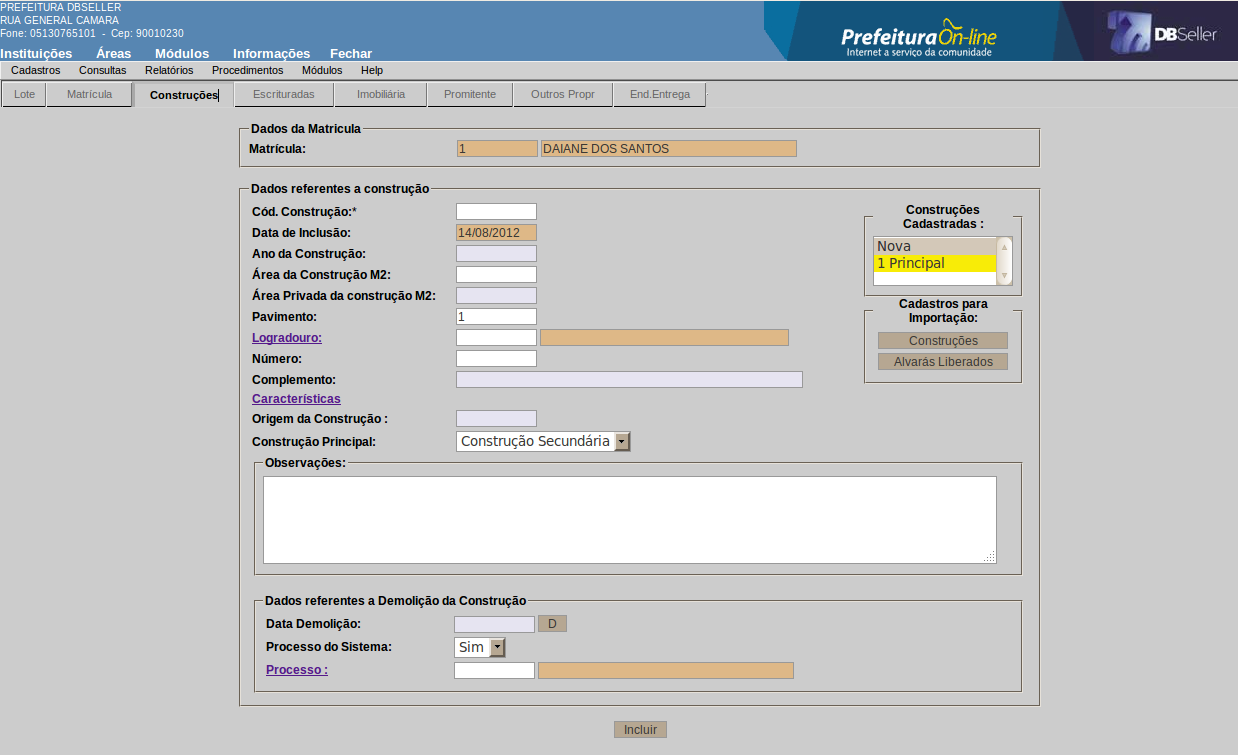 PREFEITURA DBSELLER
RUA GENERAL CAMARA
Fone: 05130765101 - Cep: 90010230
PrefeituraOn-line
Internet a serviço da comunidade
DBSeller
Instituições Áreas Módulos Informações Fechar
Cadastros Consultas Relatórios Procedimentos Módulos Help
Lote Matrícula Construções Escrituradas Imobiliária Promitente Outros Propr End.Entrega
Dados da Matricula
Matrícula: 1 DAIANE DOS SANTOS
Dados referentes a construção
Cód. Construção:*
Data de Inclusão: 14/08/2012
Ano da Construção:
Área da Construção M2:
Área Privada da construção M2:
Pavimento: 1
Logradouro:
Número:
Complemento:
Características
Origem da Construção :
Construção Principal: Construção Secundária
Construções
Cadastradas :
Nova
1 Principal
Cadastros para
Importação:
Construções
Alvarás Liberados
Observações:
Dados referentes a Demolição da Construção
Data Demolição: D
Processo do Sistema: Sim
Processo :
Incluir